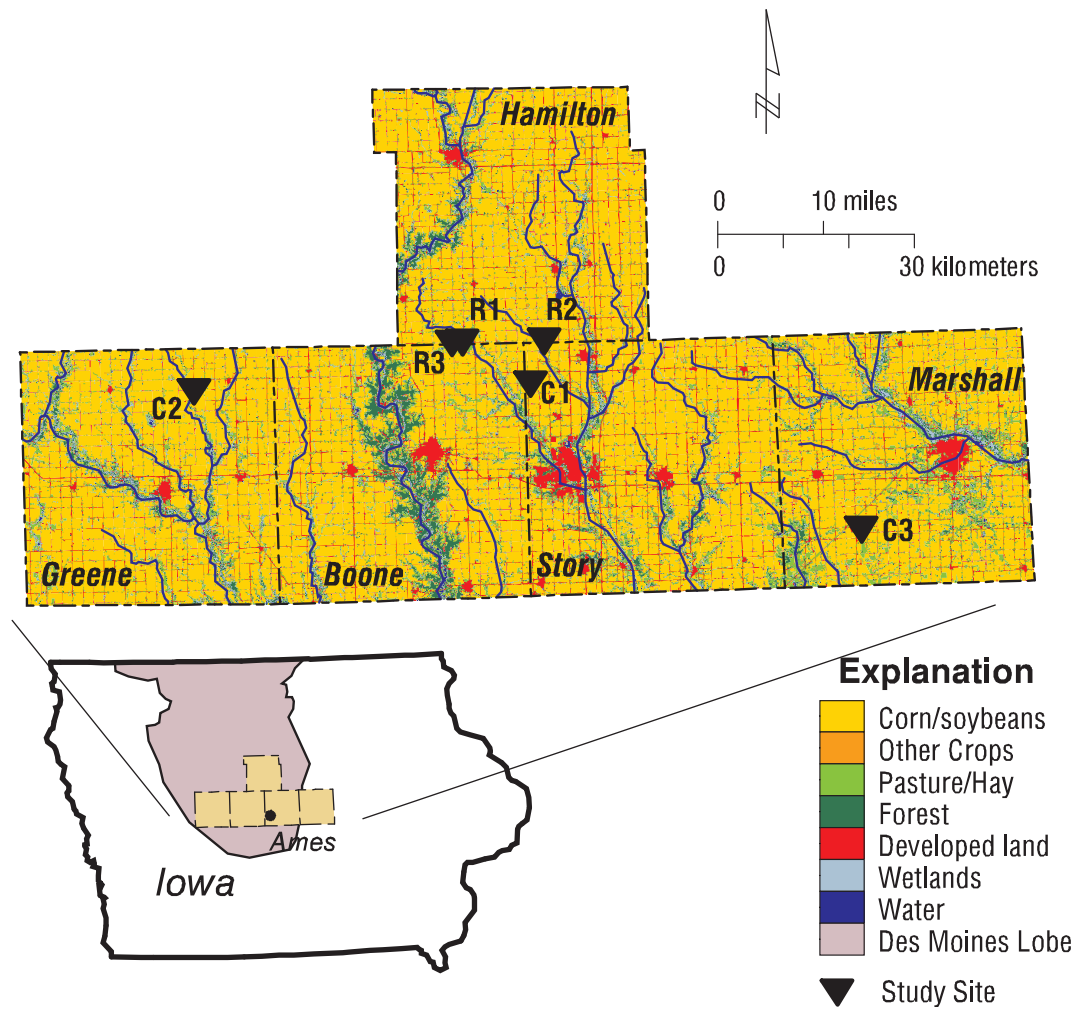 Hamilton
N
0 10 miles
0 30 kilometers
R1
R2
R3
C1
C2
Marshall
C3
Greene
Boone
Story
Ames
Iowa
Explanation
Corn/soybeans
Other Crops
Pasture/Hay
Forest
Developed land
Wetlands
Water
Des Moines Lobe
Study Site